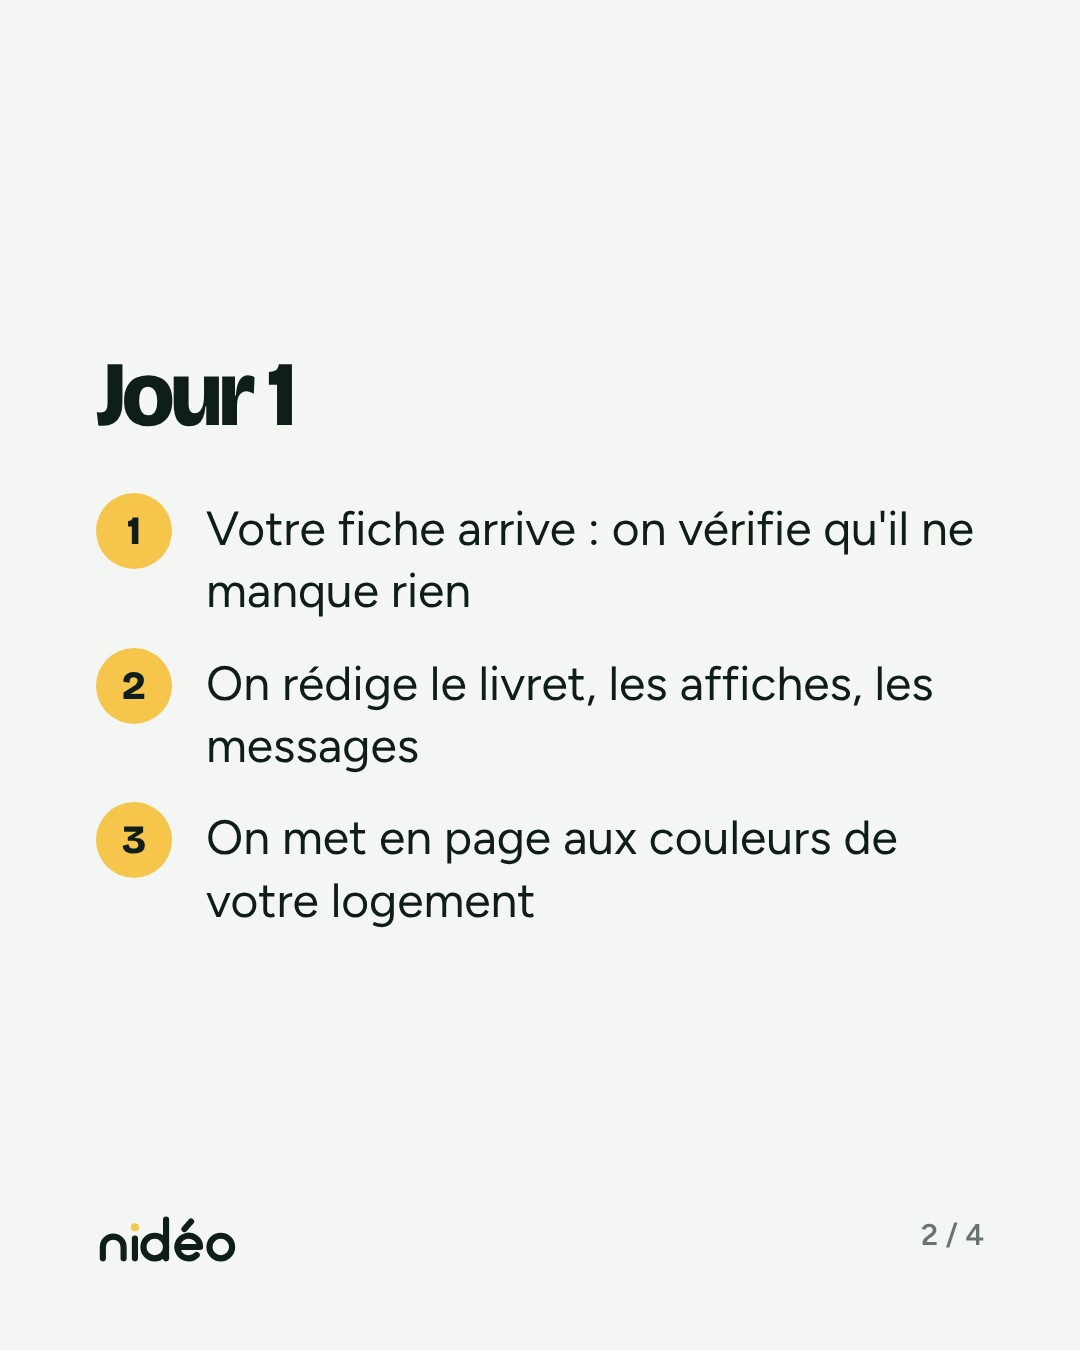 Jour 1
1 Votre fiche arrive : on vérifie qu'il ne
manque rien
2 On rédige le livret, les affiches, les
messages
3 On met en page aux couleurs de
votre logement
nidéo
2 / 4